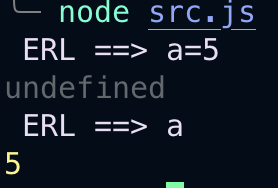 node src.js
ERL ==> a=5
undefined
ERL ==> a
5